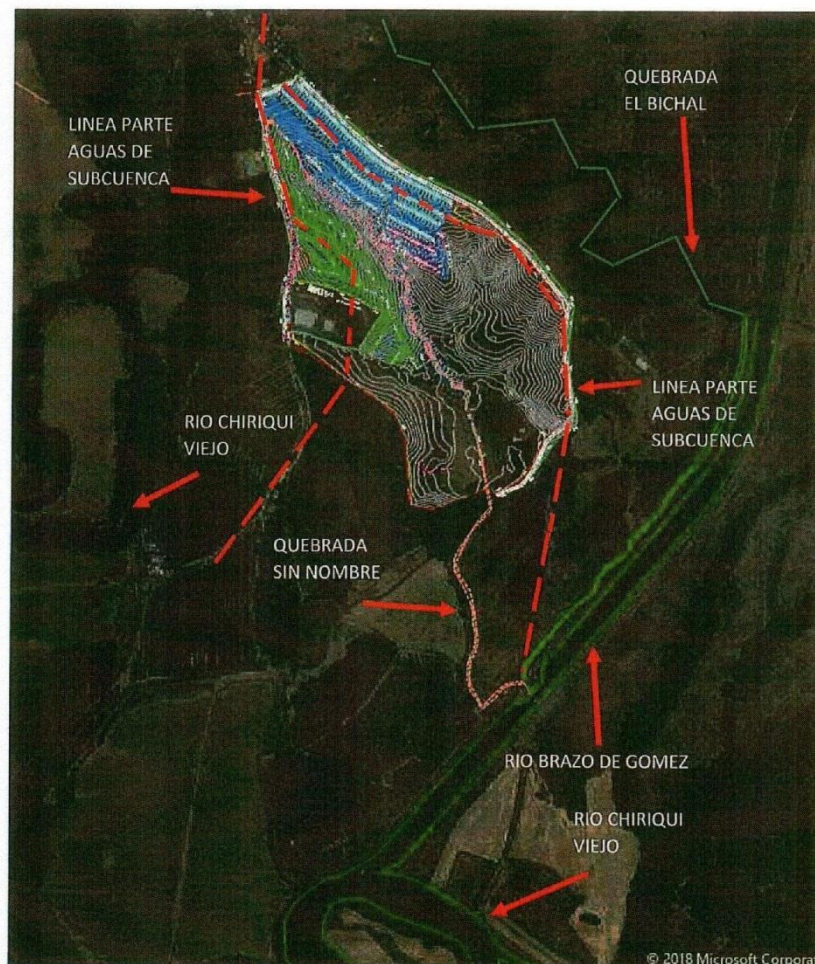 QUEBRADA
EL BICHAL
LINEA PARTE
AGUAS DE
SUBCUENCA
LINEA PARTE
AGUAS DE
SUBCUENCA
RIO CHIRIQUI
VIEJO
QUEBRADA
SIN NOMBRE
RIO BRAZO DE GOMEZ
RIO CHIRIQUI
VIEJO
© 2018 Microsoft Corporat